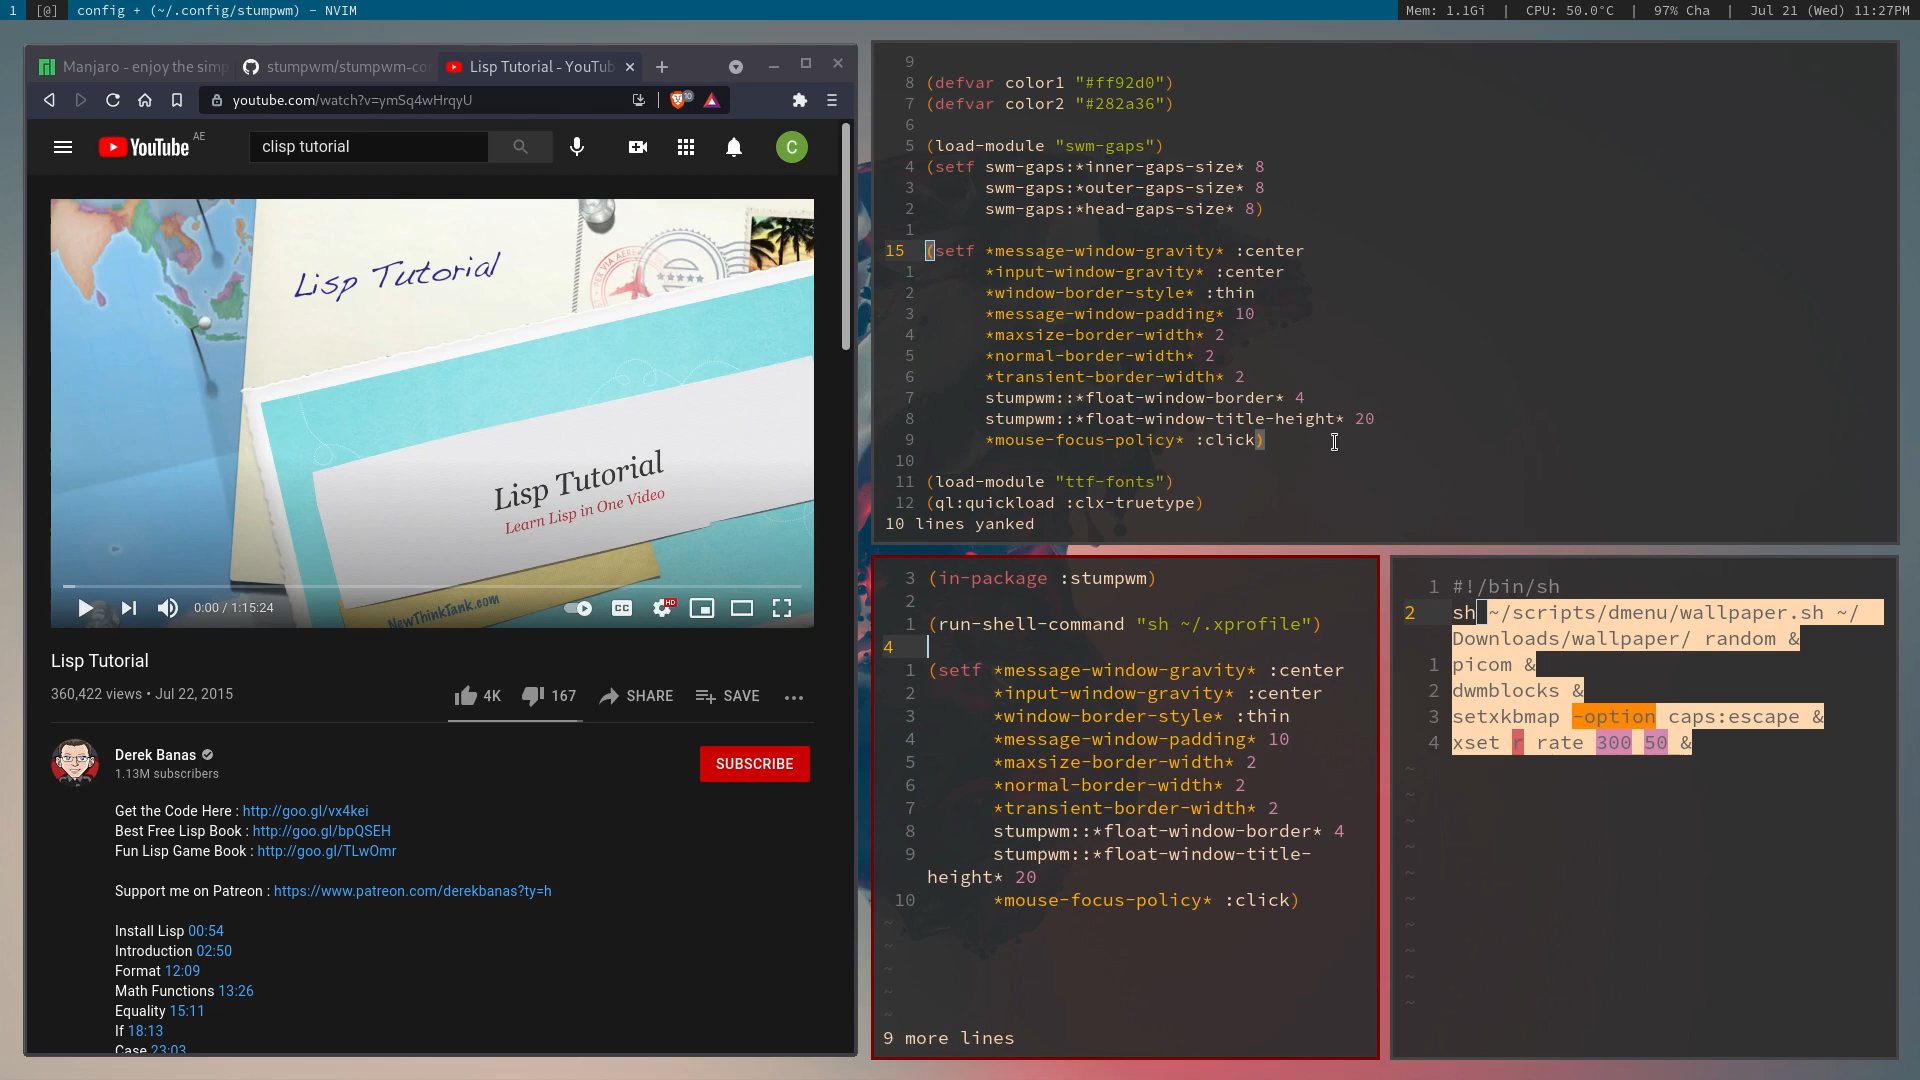 1 [@] config + (~/.config/stumpwm) - NVIM
Mem: 1.1Gi | CPU: 50.0°C | 97% Cha | Jul 21 (Wed) 11:27PM
Manjaro - enjoy the simp
stumpwm/stumpwm-co
Lisp Tutorial - YouTub
youtube.com/watch?v=ymSq4wHrqyU
10
YouTube AE
clisp tutorial
C
Lisp Tutorial
Lisp Tutorial
Learn Lisp in One Video
NewThinkTank.com
0:00 / 1:15:24
CC
HD
Lisp Tutorial
360,422 views • Jul 22, 2015
4K 167 SHARE SAVE
Derek Banas
1.13M subscribers
SUBSCRIBE
Get the Code Here : http://goo.gl/vx4kei
Best Free Lisp Book : http://goo.gl/bpQSEH
Fun Lisp Game Book : http://goo.gl/TLwOmr
Support me on Patreon : https://www.patreon.com/derekbanas?ty=h
Install Lisp 00:54
Introduction 02:50
Format 12:09
Math Functions 13:26
Equality 15:11
If 18:13
Case 23:03
9
8 (defvar color1 "#ff92d0")
7 (defvar color2 "#282a36")
6
5 (load-module "swm-gaps")
4 (setf swm-gaps:*inner-gaps-size* 8
3 swm-gaps:*outer-gaps-size* 8
2 swm-gaps:*head-gaps-size* 8)
1
15 (setf *message-window-gravity* :center
1 *input-window-gravity* :center
2 *window-border-style* :thin
3 *message-window-padding* 10
4 *maxsize-border-width* 2
5 *normal-border-width* 2
6 *transient-border-width* 2
7 stumpwm::*float-window-border* 4
8 stumpwm::*float-window-title-height* 20
9 *mouse-focus-policy* :click)
10
11 (load-module "ttf-fonts")
12 (ql:quickload :clx-truetype)
10 lines yanked
3 (in-package :stumpwm)
2
1 (run-shell-command "sh ~/.xprofile")
4
1 (setf *message-window-gravity* :center
2 *input-window-gravity* :center
3 *window-border-style* :thin
4 *message-window-padding* 10
5 *maxsize-border-width* 2
6 *normal-border-width* 2
7 *transient-border-width* 2
8 stumpwm::*float-window-border* 4
9 stumpwm::*float-window-title-
height* 20
10 *mouse-focus-policy* :click)
~
~
~
~
~
9 more lines
1 #!/bin/sh
2 sh ~/scripts/dmenu/wallpaper.sh ~/
Downloads/wallpaper/ random &
1 picom &
2 dwmblocks &
3 setxkbmap -option caps:escape &
4 xset r rate 300 50 &
~
~
~
~
~
~
~
~
~
~